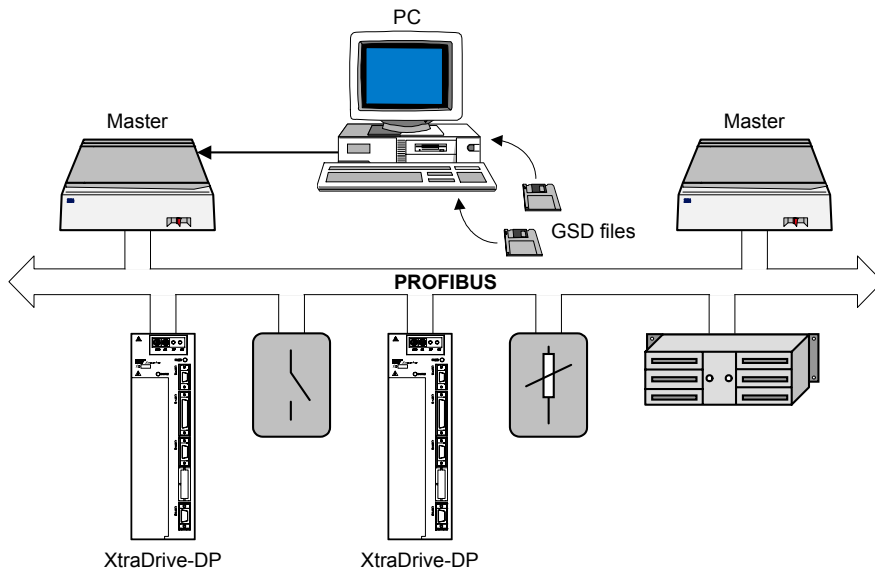 PC
Master
Master
GSD files
PROFIBUS
XtraDrive-DP
XtraDrive-DP